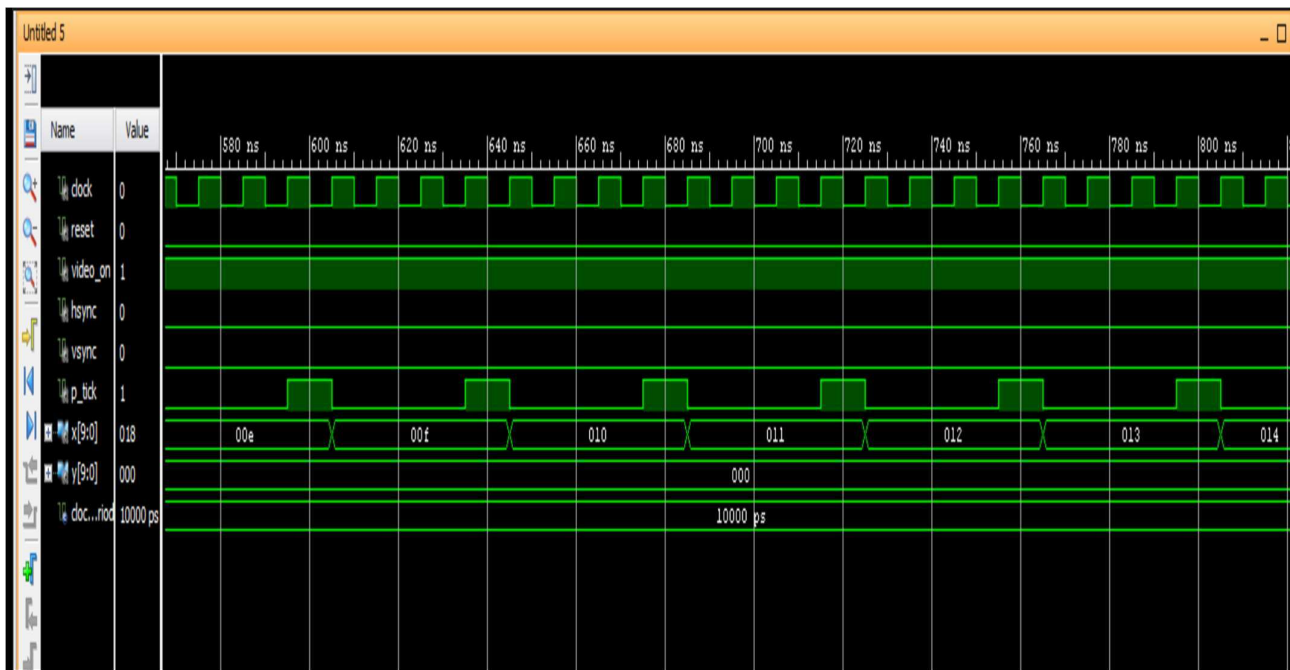 Untitled 5
Name Value
580 ns 600 ns 620 ns 640 ns 660 ns 680 ns 700 ns 720 ns 740 ns 760 ns 780 ns 800 ns
clock 0
reset 0
video_on 1
hsync 0
vsync 0
p_tick 1
x[9:0] 018 00e 00f 010 011 012 013 014
y[9:0] 000 000
cloc...riod 10000 ps 10000 ps